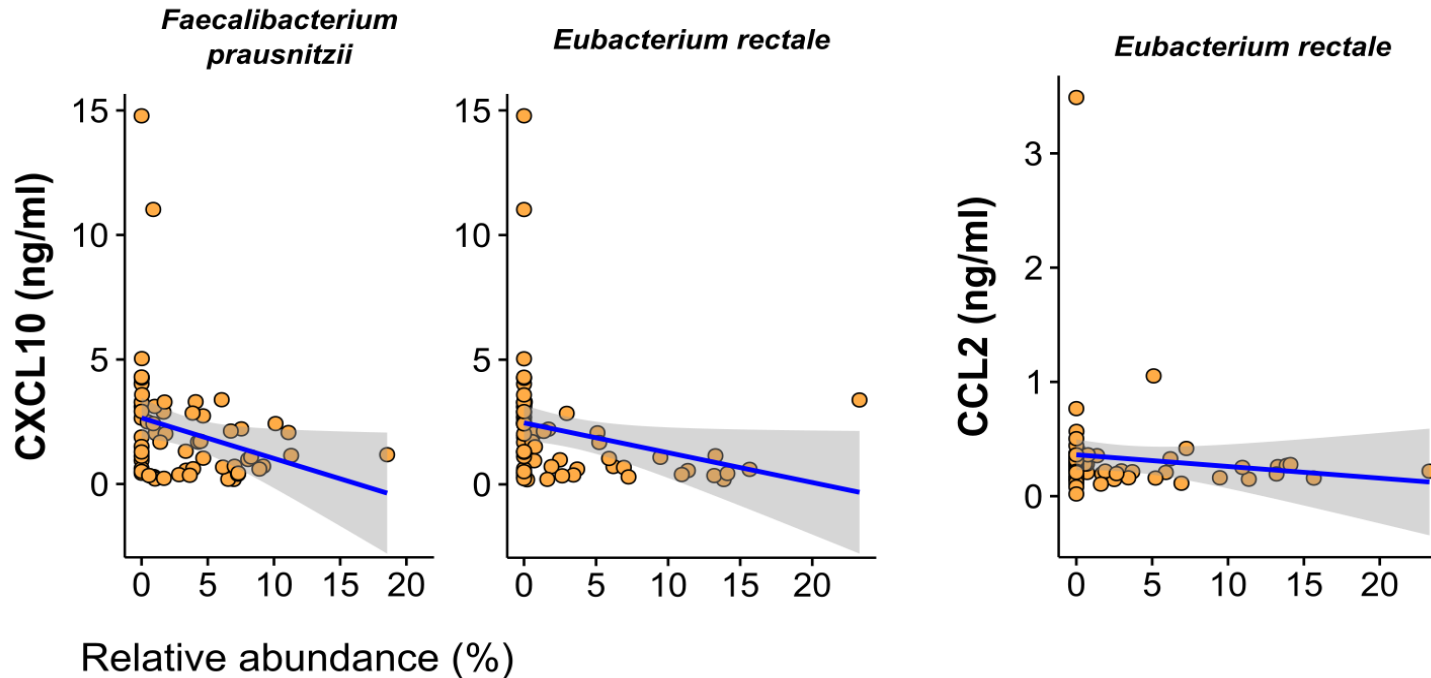 Faecalibacterium
prausnitzii
Eubacterium rectale
Eubacterium rectale
CXCL10 (ng/ml)
15
10
5
0
0 5 10 15 20
15
10
5
0
0 5 10 15 20
CCL2 (ng/ml)
3
2
1
0
0 5 10 15 20
Relative abundance (%)